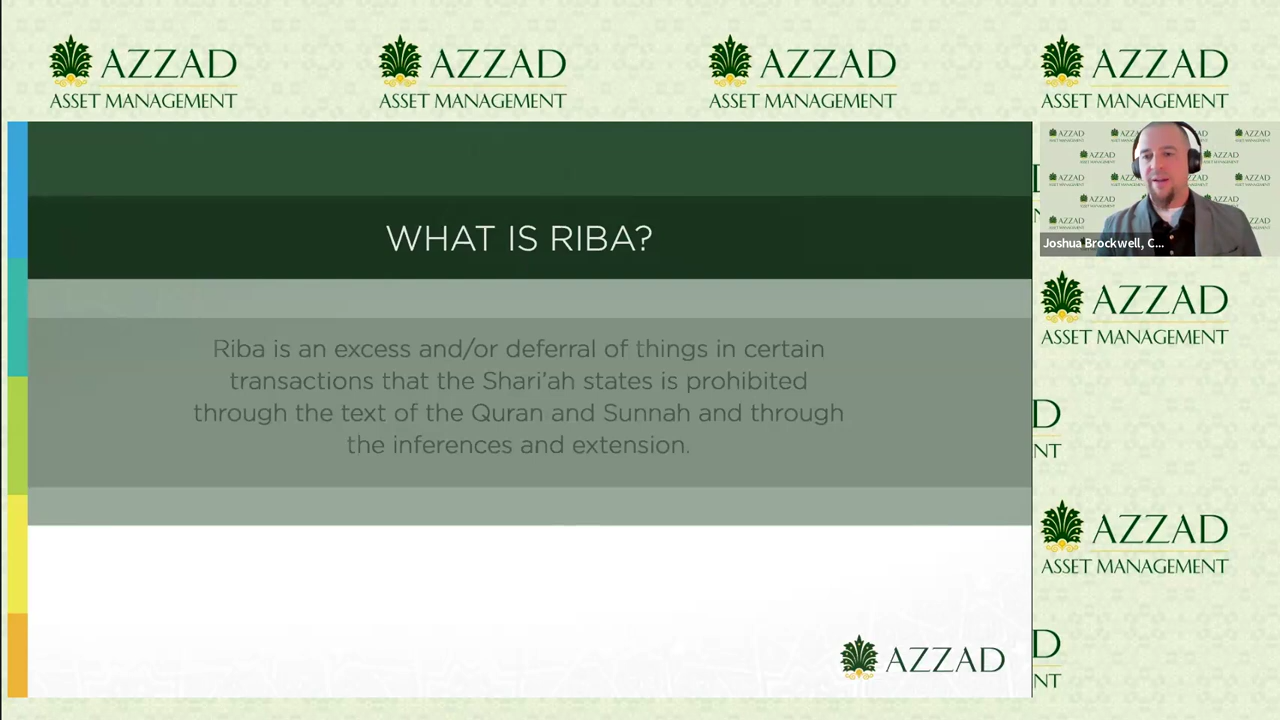 AZZAD
ASSET MANAGEMENT
AZZAD
ASSET MANAGEMENT
AZZAD
ASSET MANAGEMENT
AZZAD
ASSET MANAGEMENT
WHAT IS RIBA?
Riba is an excess and/or deferral of things in certain
transactions that the Shari'ah states is prohibited
through the text of the Quran and Sunnah and through
the inferences and extension.
AZZAD
Joshua Brockwell, C...
AZZAD
ASSET MANAGEMENT
D
NT
AZZAD
ASSET MANAGEMENT
D
NT